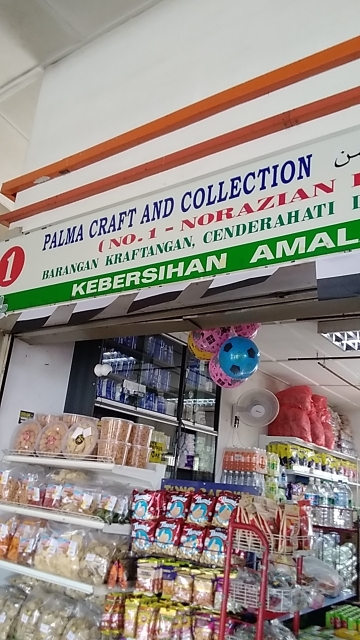 PALMA CRAFT AND COLLECTION
1
(NO. 1 - NORAZIAN
BARANGAN KRAFTANGAN, CENDERAHATI
KEBERSIHAN AMAL